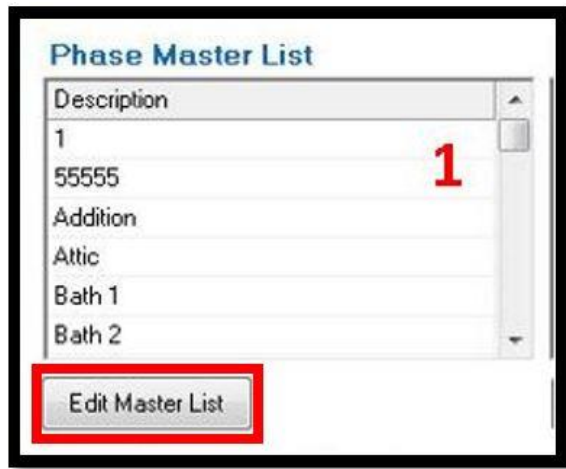 Phase Master List
Description
1
1
55555
Addition
Attic
Bath 1
Bath 2
Edit Master List